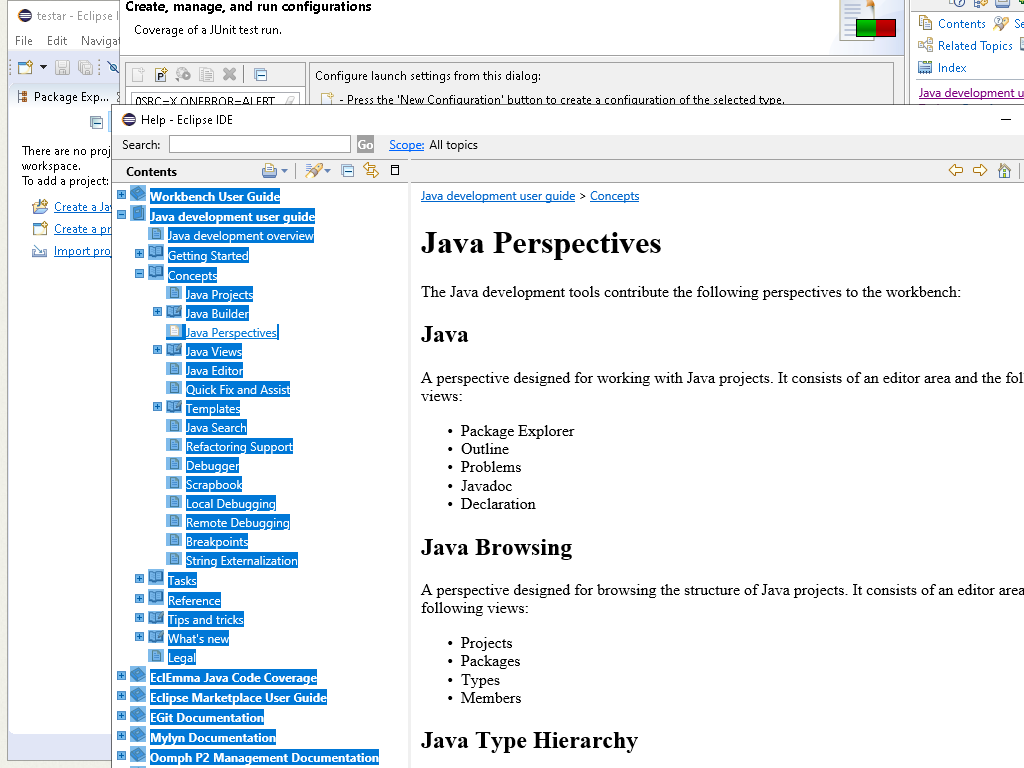 testar - Eclipse I
File Edit Naviga
Package Exp...
There are no proj
workspace.
To add a project:
Create a Ja
Create a pr
Import pro
Create, manage, and run configurations
Coverage of a JUnit test run.
0SRC=X,ONERROR=ALERT
Configure launch settings from this dialog:
- Press the 'New Configuration' button to create a configuration of the selected type.
Contents Se
Related Topics
Index
Java development u
Help - Eclipse IDE
Search: Go Scope: All topics
Contents
Workbench User Guide
Java development user guide
Java development overview
Getting Started
Concepts
Java Projects
Java Builder
Java Perspectives
Java Views
Java Editor
Quick Fix and Assist
Templates
Java Search
Refactoring Support
Debugger
Scrapbook
Local Debugging
Remote Debugging
Breakpoints
String Externalization
Tasks
Reference
Tips and tricks
What's new
Legal
EclEmma Java Code Coverage
Eclipse Marketplace User Guide
EGit Documentation
Mylyn Documentation
Oomph P2 Management Documentation
Java development user guide > Concepts
Java Perspectives
The Java development tools contribute the following perspectives to the workbench:
Java
A perspective designed for working with Java projects. It consists of an editor area and the fol
views:
• Package Explorer
• Outline
• Problems
• Javadoc
• Declaration
Java Browsing
A perspective designed for browsing the structure of Java projects. It consists of an editor area
following views:
• Projects
• Packages
• Types
• Members
Java Type Hierarchy